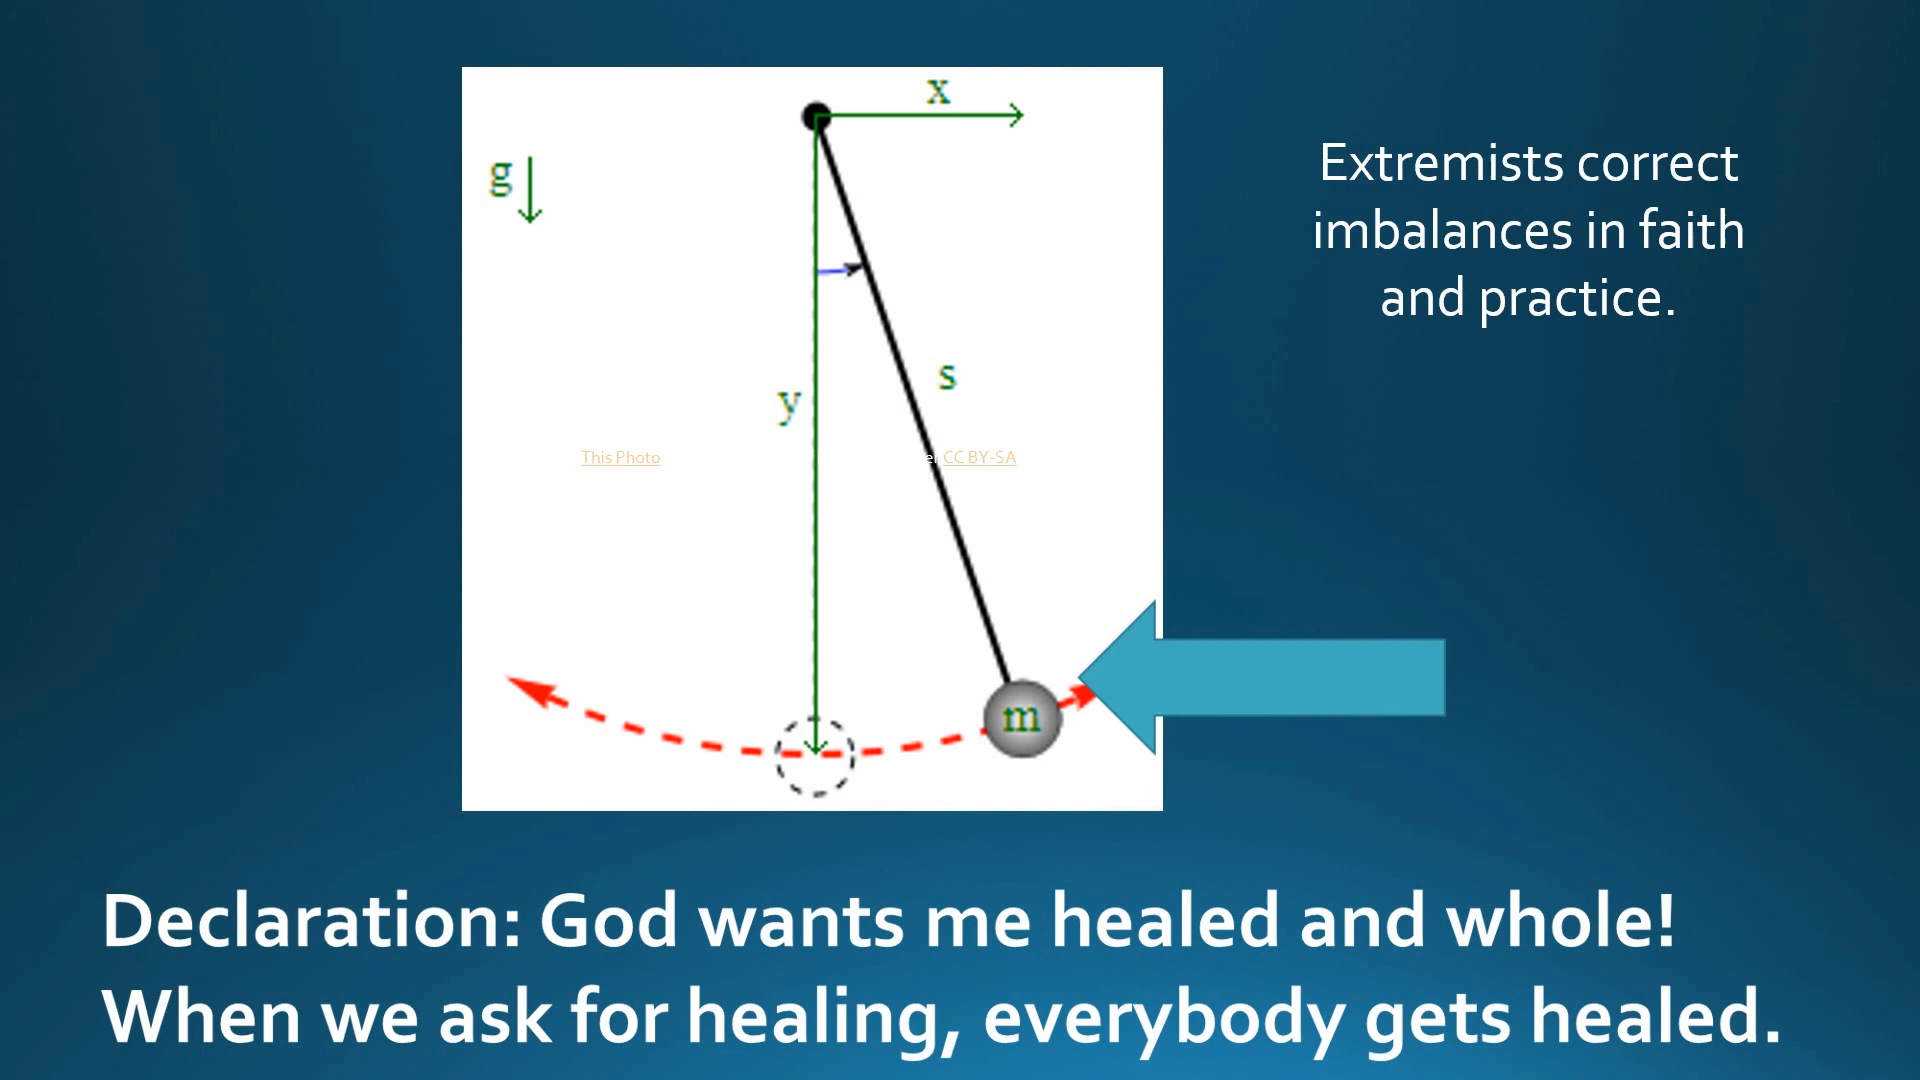 x
g
Extremists correct
imbalances in faith
and practice.
s
y
This Photo CC BY-SA
m
Declaration: God wants me healed and whole!
When we ask for healing, everybody gets healed.